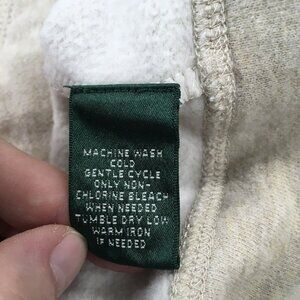 MACHINE WASH
COLD
GENTLE CYCLE
ONLY NON-
CHLORINE BLEACH
WHEN NEEDED
TUMBLE DRY LOW
WARM IRON
IF NEEDED